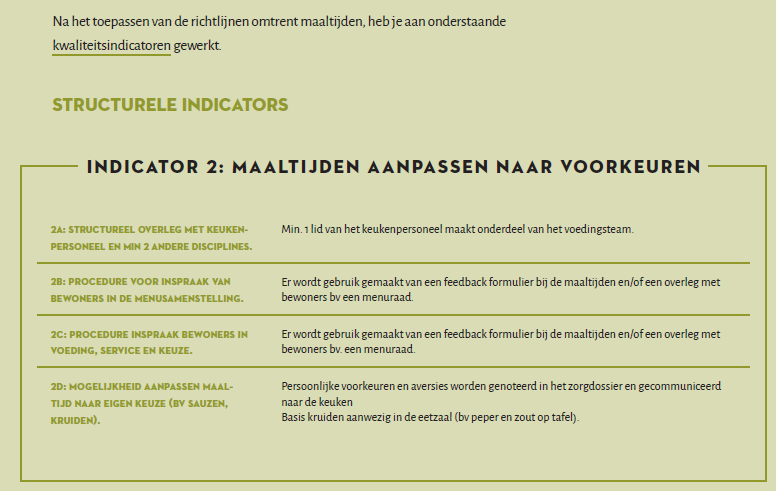 Na het toepassen van de richtlijnen omtrent maaltijden, heb je aan onderstaande
kwaliteitsindicatoren gewerkt.
STRUCTURELE INDICATORS
INDICATOR 2: MAALTIJDEN AANPASSEN NAAR VOORKEUREN
2A: STRUCTUREEL OVERLEG MET KEUKEN-
PERSONEEL EN MIN 2 ANDERE DISCIPLINES.
Min. 1 lid van het keukenpersoneel maakt onderdeel van het voedingsteam.
2B: PROCEDURE VOOR INSPRAAK VAN
BEWONERS IN DE MENUSAMENSTELLING.
Er wordt gebruik gemaakt van een feedback formulier bij de maaltijden en/of een overleg met
bewoners bv een menuraad.
2C: PROCEDURE INSPRAAK BEWONERS IN
VOEDING, SERVICE EN KEUZE.
Er wordt gebruik gemaakt van een feedback formulier bij de maaltijden en/of een overleg met
bewoners bv. een menuraad.
2D: MOGELIJKHEID AANPASSEN MAAL-
TIJD NAAR EIGEN KEUZE (BV SAUZEN,
KRUIDEN).
Persoonlijke voorkeuren en aversies worden genoteerd in het zorgdossier en gecommuniceerd
naar de keuken
Basis kruiden aanwezig in de eetzaal (bv peper en zout op tafel).